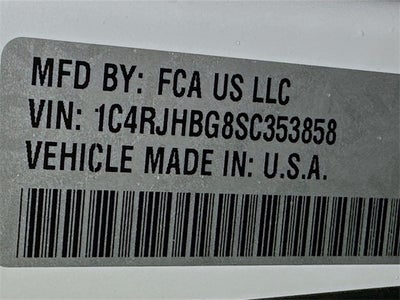 MFD BY: FCA US LLC
VIN: 1C4RJHBG8SC353858
VEHICLE MADE IN: U.S.A.